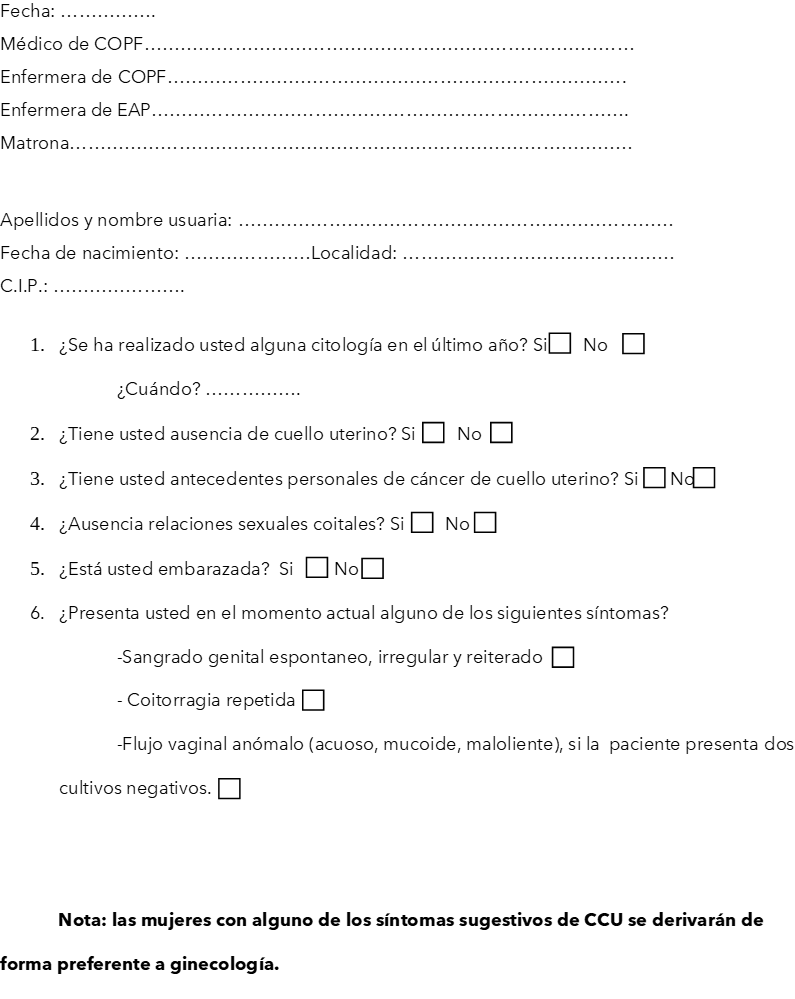 Fecha: …………….
Médico de COPF………………………………………………………………………
Enfermera de COPF………………………………………………………………….
Enfermera de EAP…………………………………………………………………….
Matrona…………………………………………………………………………………
Apellidos y nombre usuaria: ………………………………………………………………
Fecha de nacimiento: …………………Localidad: ………………………………………
C.I.P.: ………………….
1. ¿Se ha realizado usted alguna citología en el último año? Si☐ No ☐
¿Cuándo? …………….
2. ¿Tiene usted ausencia de cuello uterino? Si ☐ No ☐
3. ¿Tiene usted antecedentes personales de cáncer de cuello uterino? Si ☐ No☐
4. ¿Ausencia relaciones sexuales coitales? Si ☐ No ☐
5. ¿Está usted embarazada? Si ☐ No☐
6. ¿Presenta usted en el momento actual alguno de los siguientes síntomas?
-Sangrado genital espontaneo, irregular y reiterado ☐
- Coitorragia repetida ☐
-Flujo vaginal anómalo (acuoso, mucoide, maloliente), si la paciente presenta dos
cultivos negativos. ☐
Nota: las mujeres con alguno de los síntomas sugestivos de CCU se derivarán de
forma preferente a ginecología.